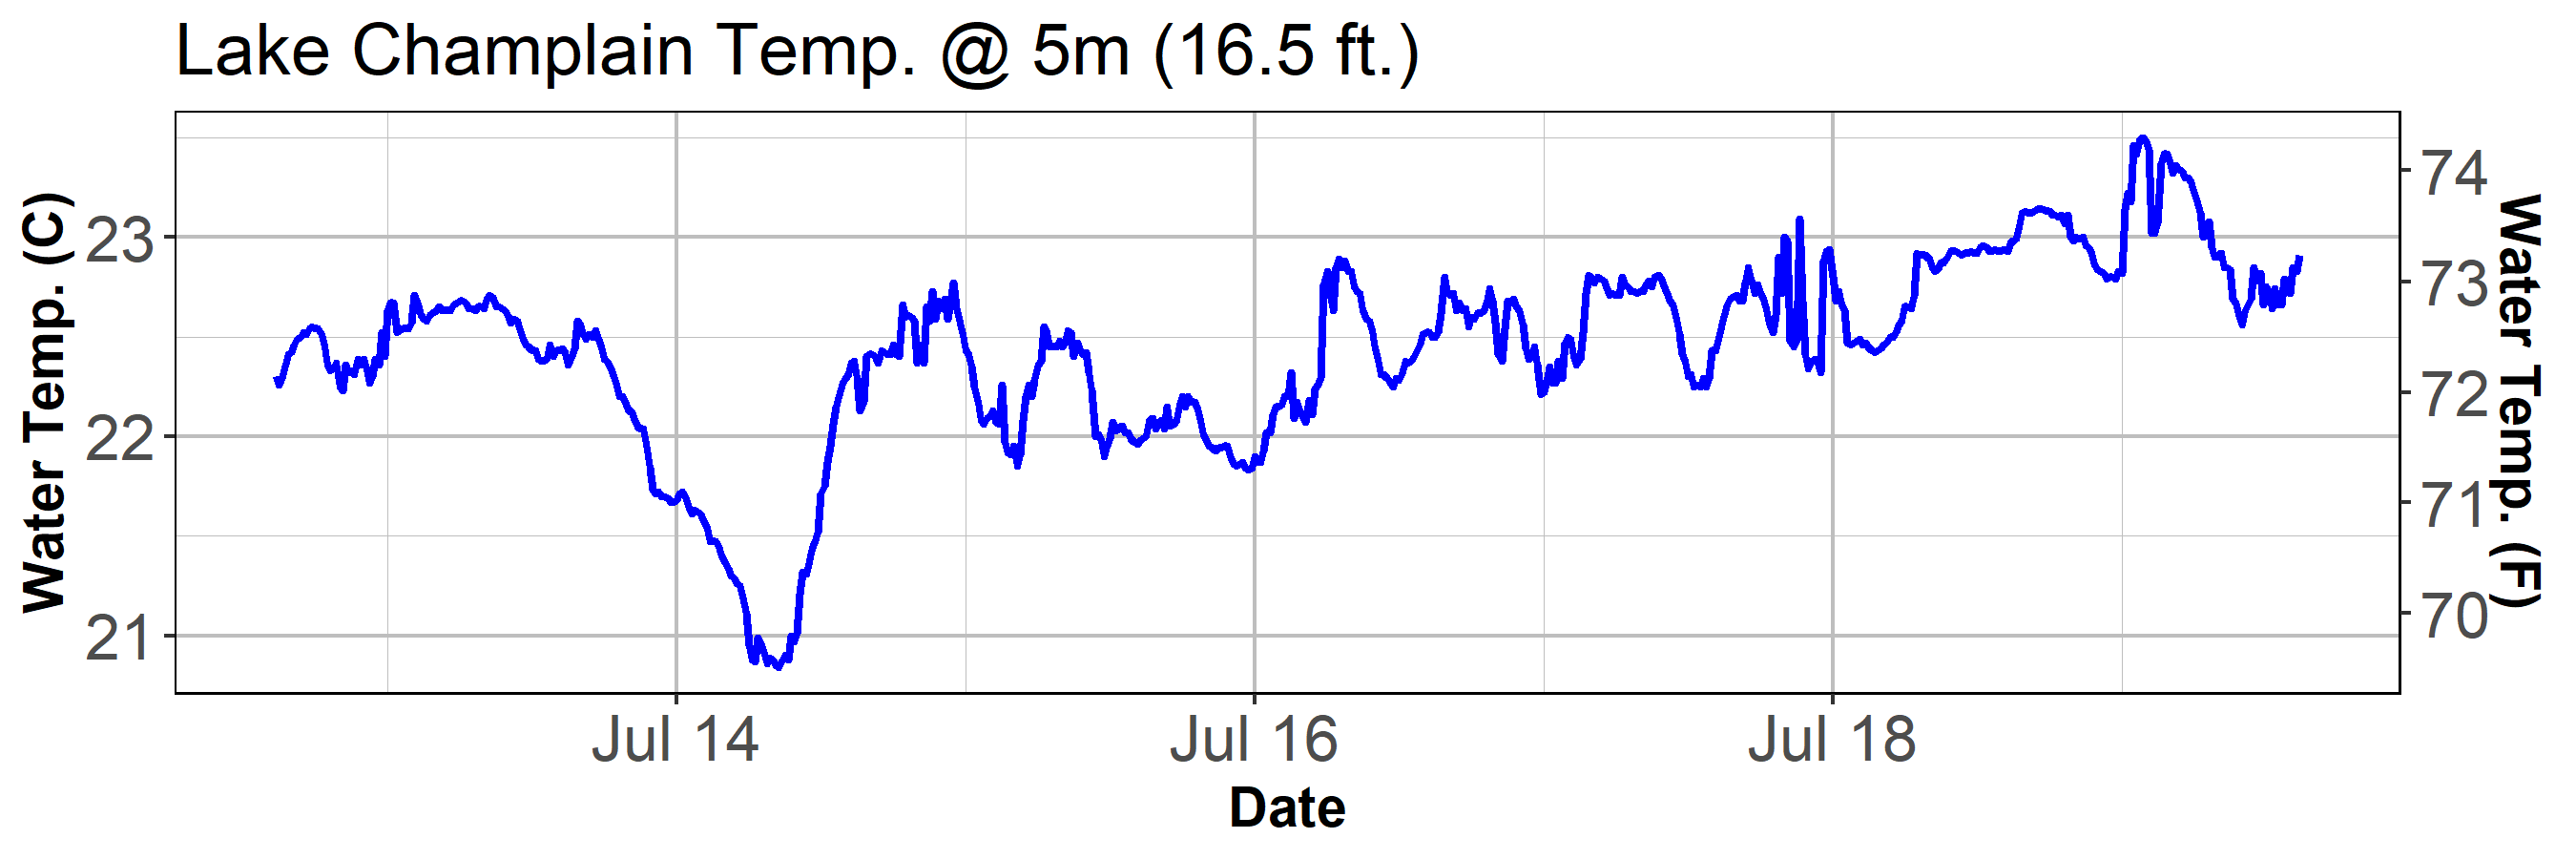 Lake Champlain Temp. @ 5m (16.5 ft.)
Water Temp. (C)
23
22
21
74
73
72
71
70
Water Temp. (F)
Jul 14 Jul 16 Jul 18
Date